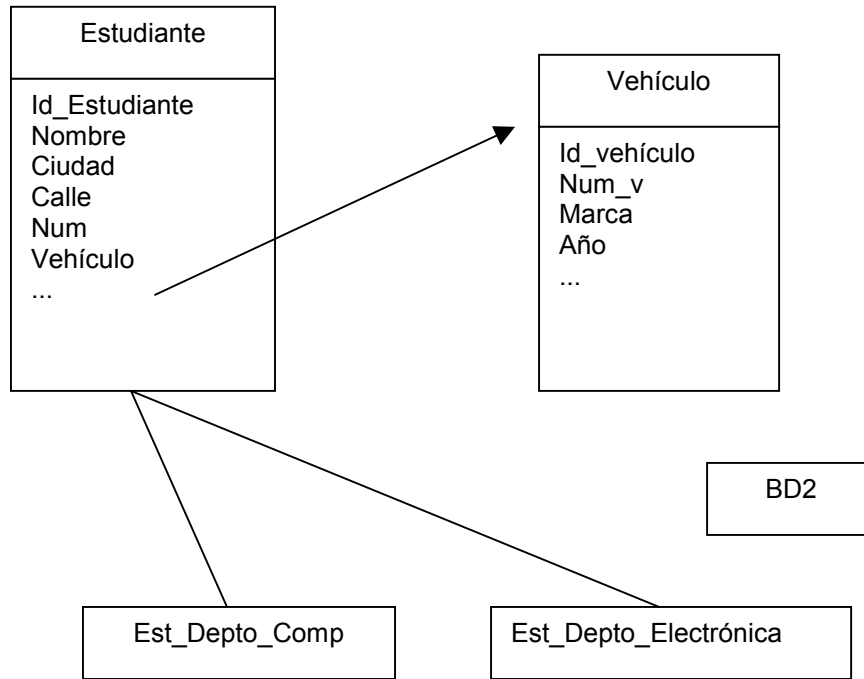 Estudiante
Id_Estudiante
Nombre
Ciudad
Calle
Num
Vehículo
...
Vehículo
Id_vehículo
Num_v
Marca
Año
...
BD2
Est_Depto_Comp
Est_Depto_Electrónica